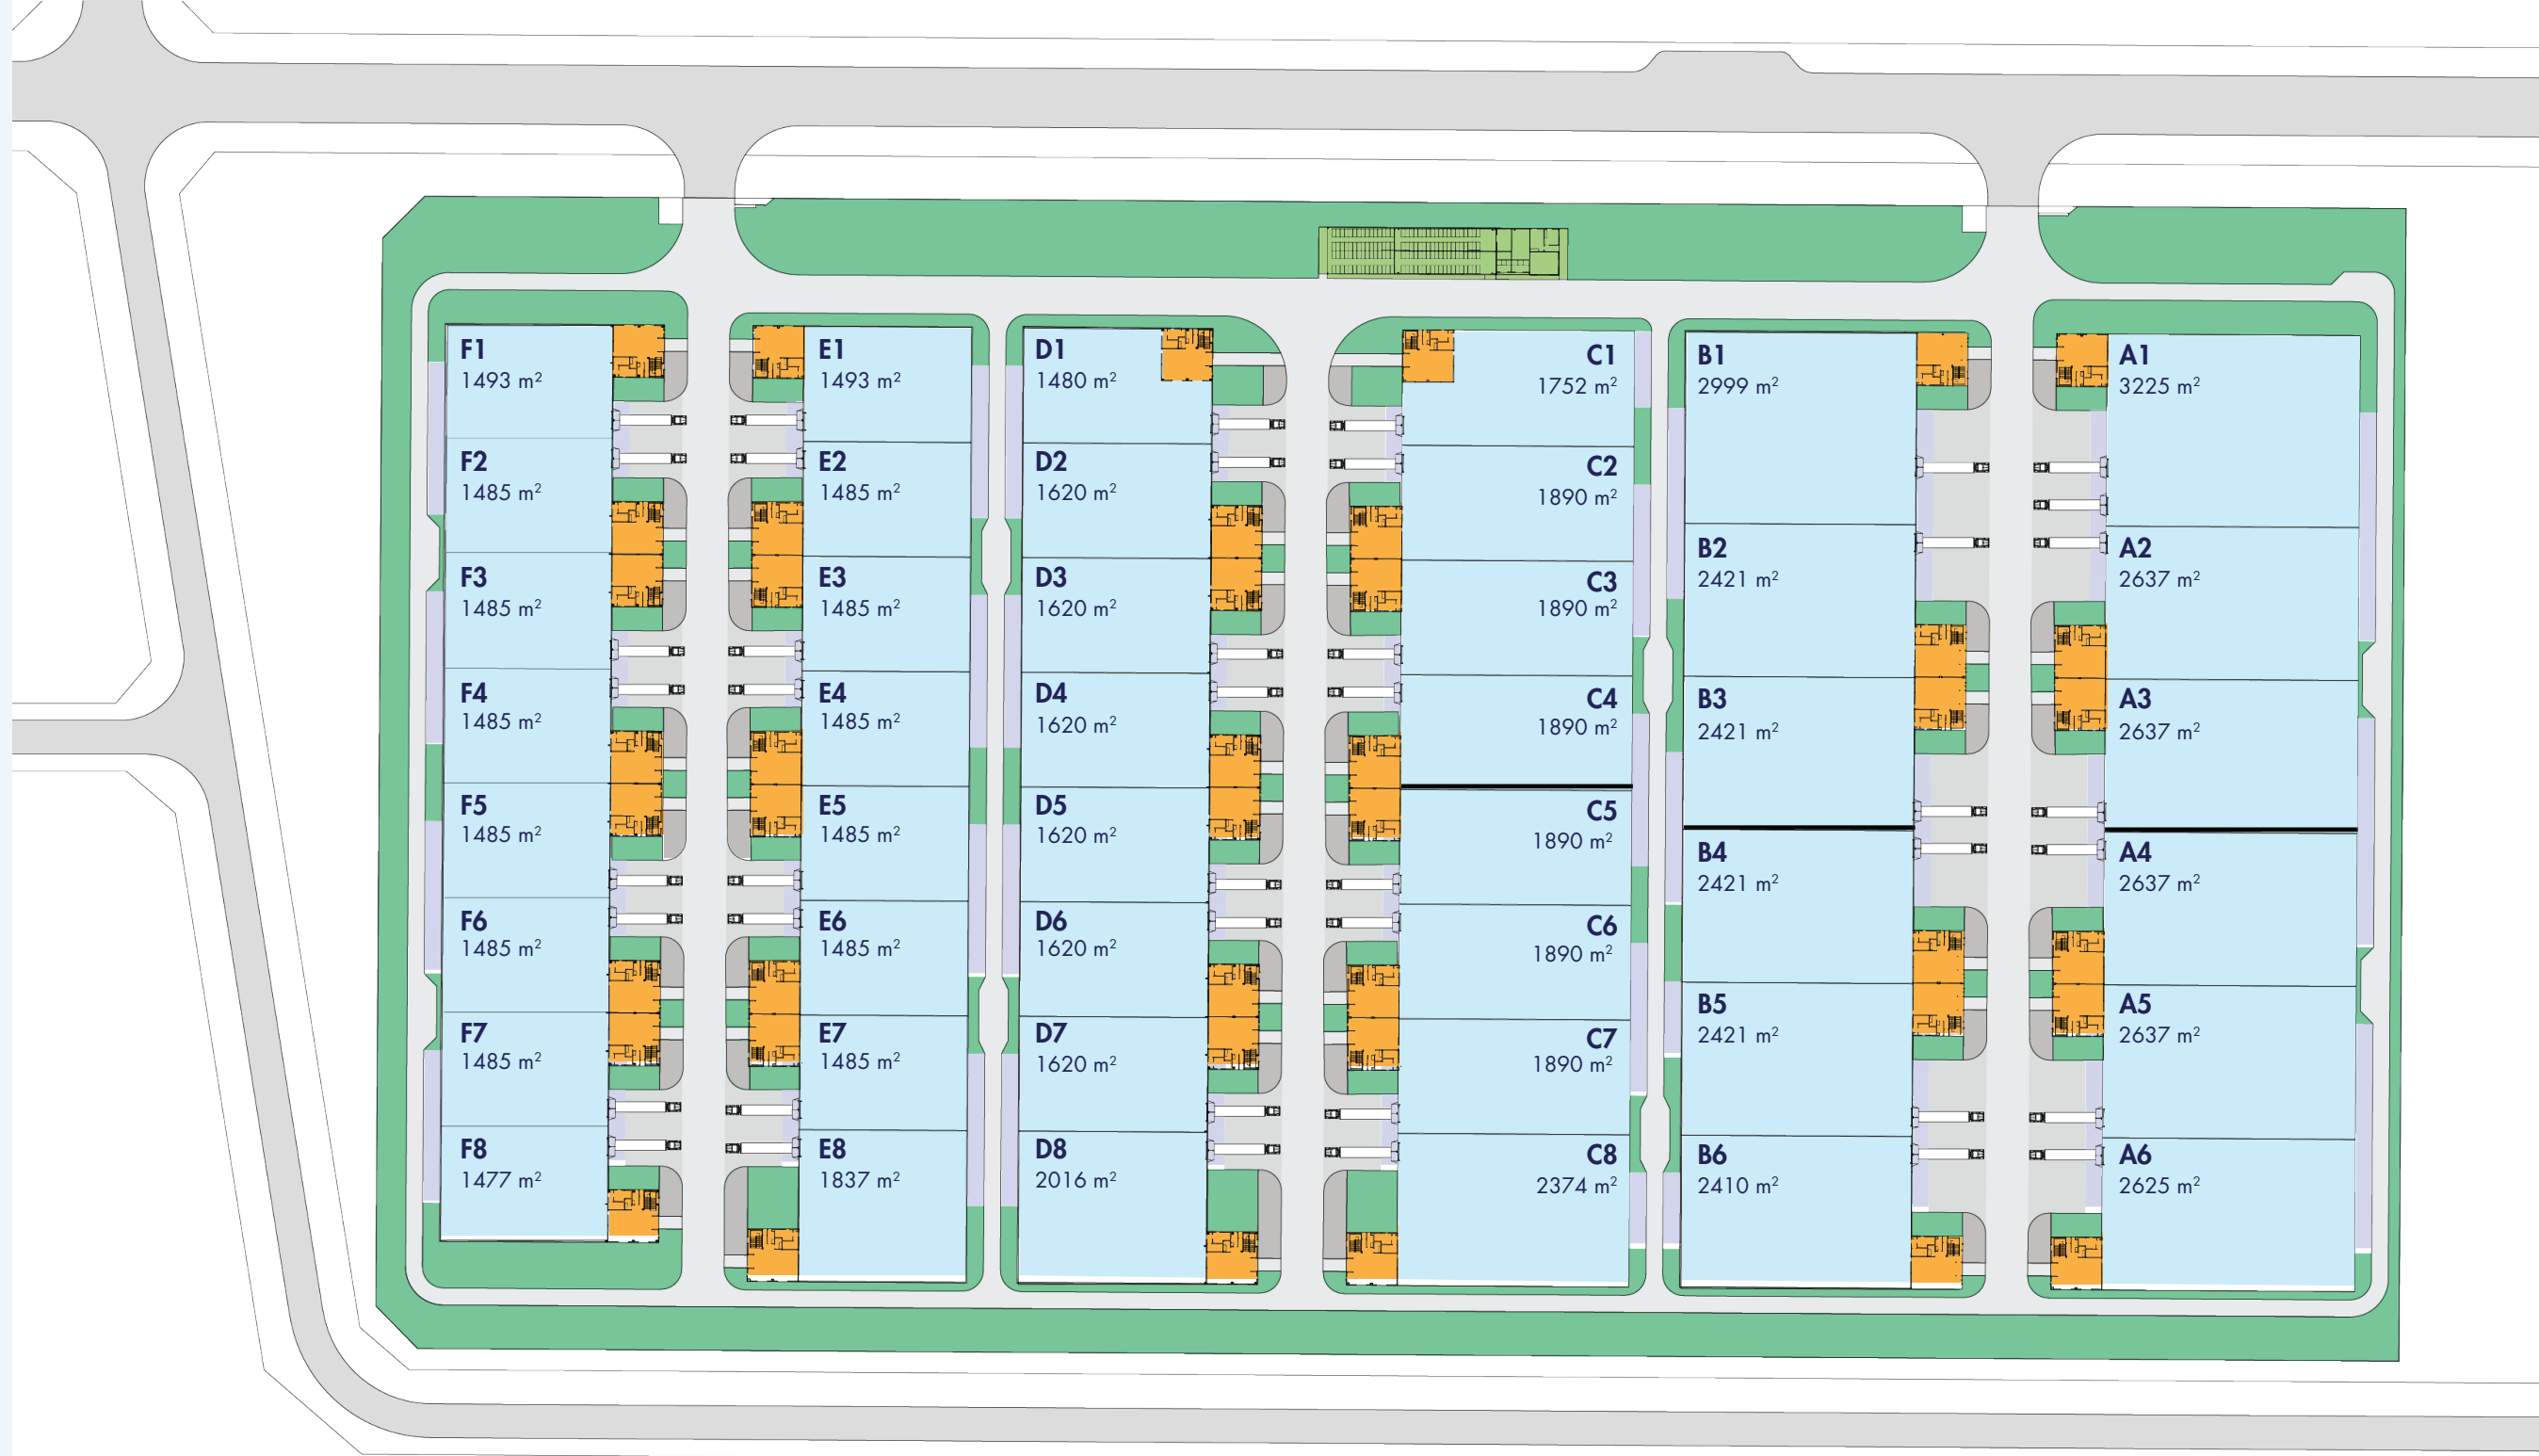 F1
1493 m²
F2
1485 m²
F3
1485 m²
F4
1485 m²
F5
1485 m²
F6
1485 m²
F7
1485 m²
F8
1477 m²
E1
1493 m²
E2
1485 m²
E3
1485 m²
E4
1485 m²
E5
1485 m²
E6
1485 m²
E7
1485 m²
E8
1837 m²
D1
1480 m²
D2
1620 m²
D3
1620 m²
D4
1620 m²
D5
1620 m²
D6
1620 m²
D7
1620 m²
D8
2016 m²
C1
1752 m²
C2
1890 m²
C3
1890 m²
C4
1890 m²
C5
1890 m²
C6
1890 m²
C7
1890 m²
C8
2374 m²
B1
2999 m²
B2
2421 m²
B3
2421 m²
B4
2421 m²
B5
2421 m²
B6
2410 m²
A1
3225 m²
A2
2637 m²
A3
2637 m²
A4
2637 m²
A5
2637 m²
A6
2625 m²